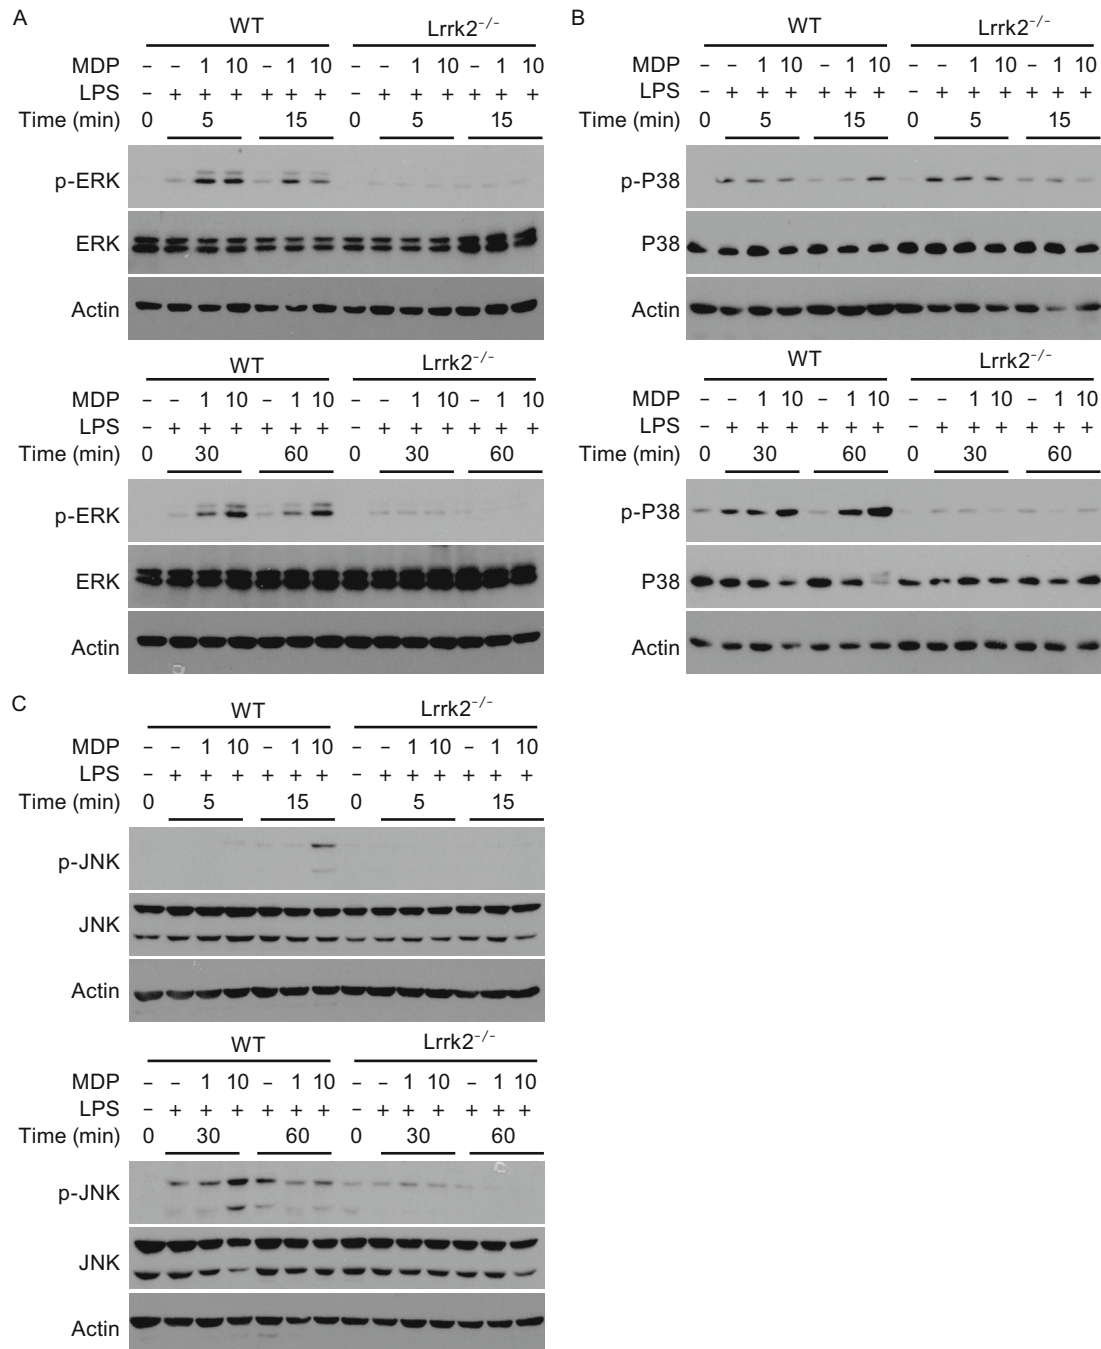 A
WT Lrrk2⁻/⁻
MDP – – 1 10 – 1 10 – – 1 10 – 1 10
LPS – + + + + + + – + + + + + +
Time (min) 0 5 15 0 5 15
p-ERK
ERK
Actin
WT Lrrk2⁻/⁻
MDP – – 1 10 – 1 10 – – 1 10 – 1 10
LPS – + + + + + + – + + + + + +
Time (min) 0 30 60 0 30 60
p-ERK
ERK
Actin
B
WT Lrrk2⁻/⁻
MDP – – 1 10 – 1 10 – – 1 10 – 1 10
LPS – + + + + + + – + + + + + +
Time (min) 0 5 15 0 5 15
p-P38
P38
Actin
WT Lrrk2⁻/⁻
MDP – – 1 10 – 1 10 – – 1 10 – 1 10
LPS – + + + + + + – + + + + + +
Time (min) 0 30 60 0 30 60
p-P38
P38
Actin
C
WT Lrrk2⁻/⁻
MDP – – 1 10 – 1 10 – – 1 10 – 1 10
LPS – + + + + + + – + + + + + +
Time (min) 0 5 15 0 5 15
p-JNK
JNK
Actin
WT Lrrk2⁻/⁻
MDP – – 1 10 – 1 10 – – 1 10 – 1 10
LPS – + + + + + + – + + + + + +
Time (min) 0 30 60 0 30 60
p-JNK
JNK
Actin